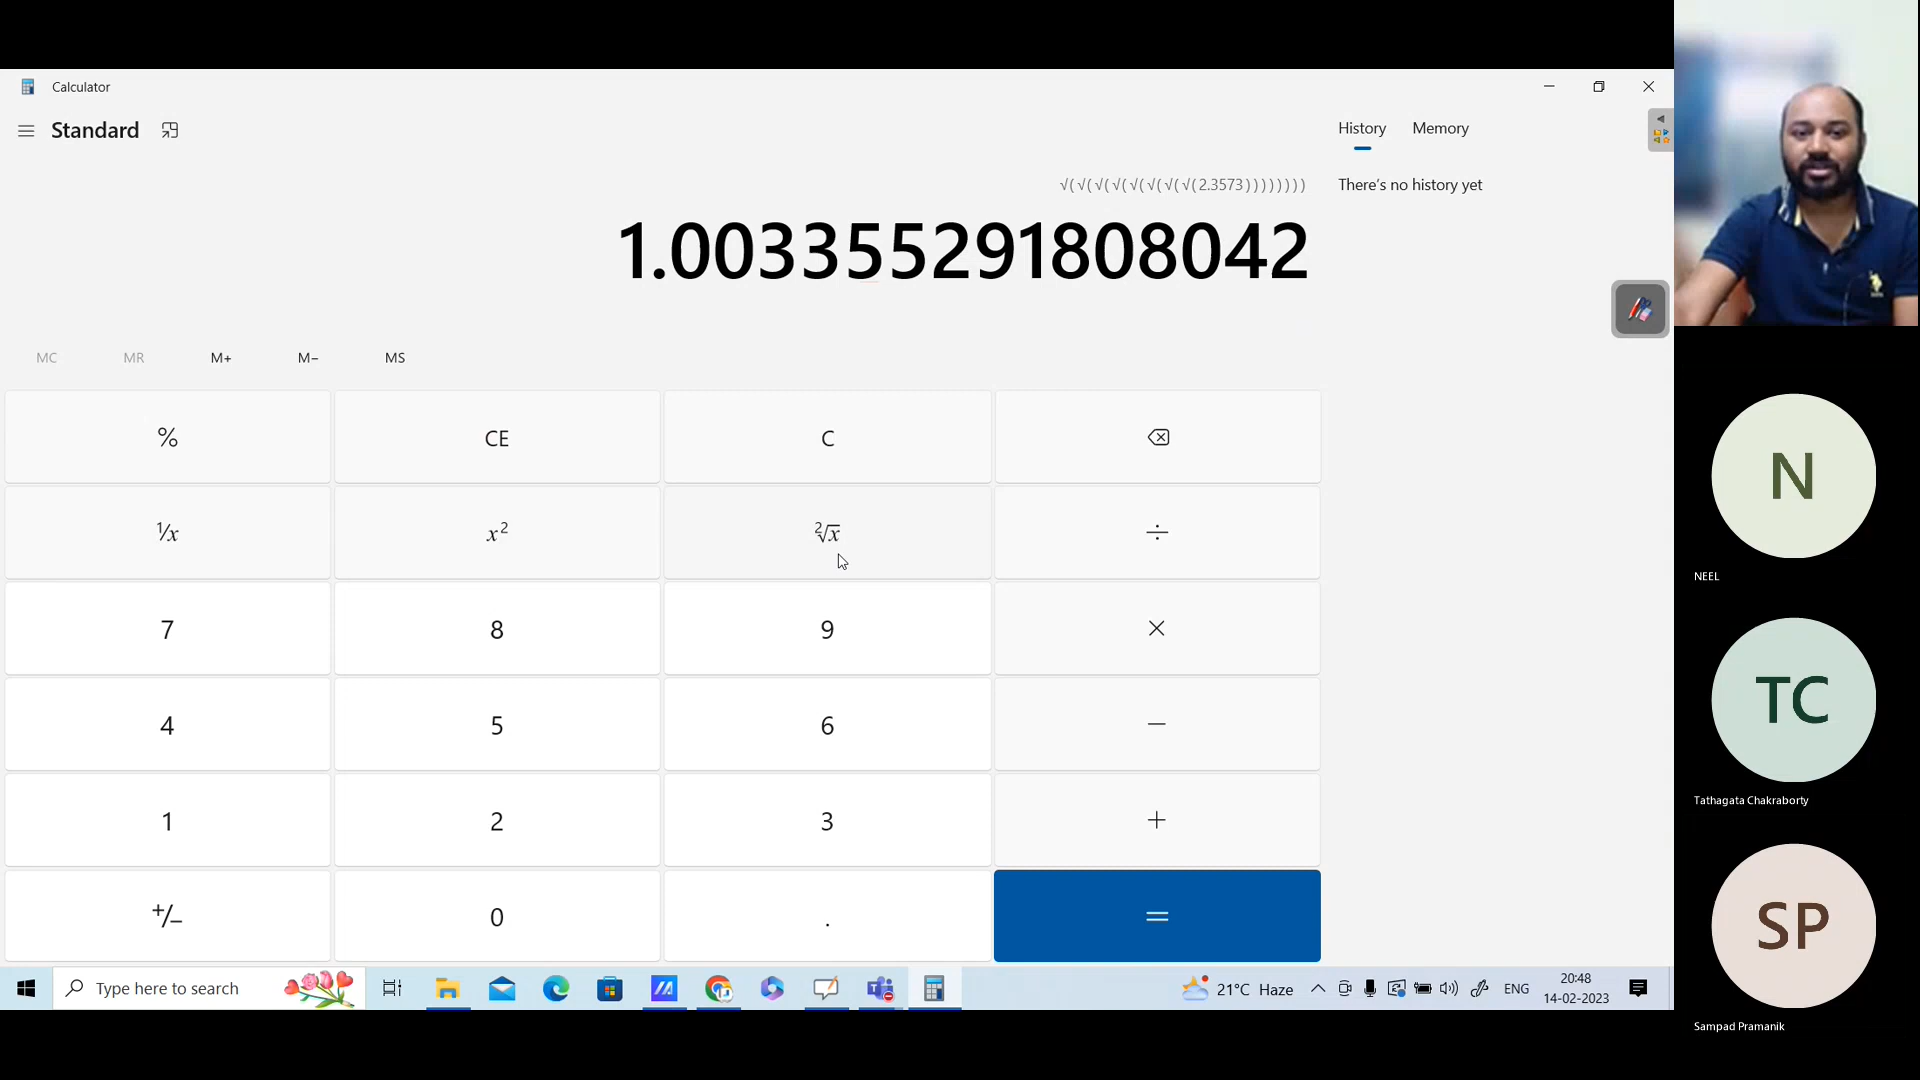 Calculator
Standard
History
Memory
√(√(√(√(√(√(√(√(2.3573))))))))
There's no history yet
1.003355291808042
MC MR M+ M− MS
% CE C
⅟x x² ²√x ÷
7 8 9 ×
4 5 6 −
1 2 3 +
+/− 0 . =
N
NEEL
TC
Tathagata Chakraborty
SP
Sampad Pramanik
Type here to search
21°C Haze
ENG
20:48
14-02-2023